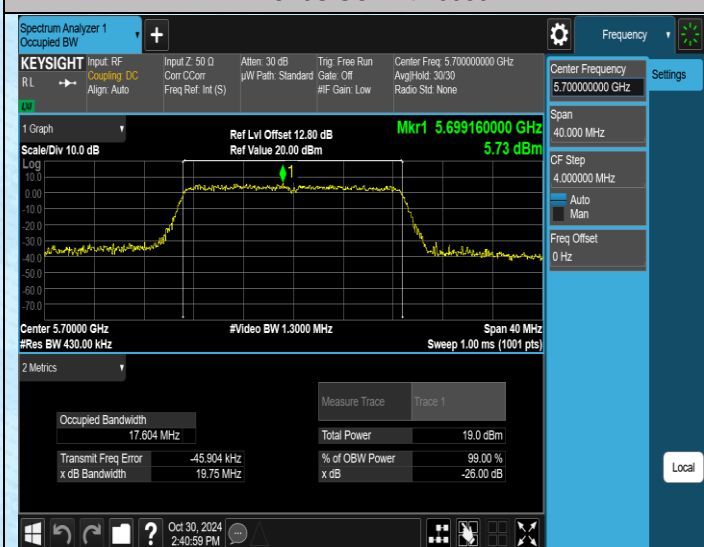 Spectrum Analyzer 1
Occupied BW
Frequency
KEYSIGHT
RL
LXI
Input: RF
Coupling: DC
Align: Auto
Input Z: 50 Ω
Corr CCorr
Freq Ref: Int (S)
Atten: 30 dB
µW Path: Standard
Trig: Free Run
Gate: Off
#IF Gain: Low
Center Freq: 5.700000000 GHz
Avg|Hold: 30/30
Radio Std: None
Center Frequency
5.700000000 GHz
Settings
Span
40.000 MHz
CF Step
4.000000 MHz
Auto
Man
Freq Offset
0 Hz
1 Graph
Scale/Div 10.0 dB
Ref Lvl Offset 12.80 dB
Ref Value 20.00 dBm
Mkr1 5.699160000 GHz
5.73 dBm
Log
10.0
0.00
-10.0
-20.0
-30.0
-40.0
-50.0
-60.0
-70.0
1
Center 5.70000 GHz
#Res BW 430.00 kHz
#Video BW 1.3000 MHz
Span 40 MHz
Sweep 1.00 ms (1001 pts)
2 Metrics
Measure Trace
Trace 1
Occupied Bandwidth
17.604 MHz
Total Power
19.0 dBm
Transmit Freq Error
-45.904 kHz
% of OBW Power
99.00 %
x dB Bandwidth
19.75 MHz
x dB
-26.00 dB
Local
?
Oct 30, 2024
2:40:59 PM